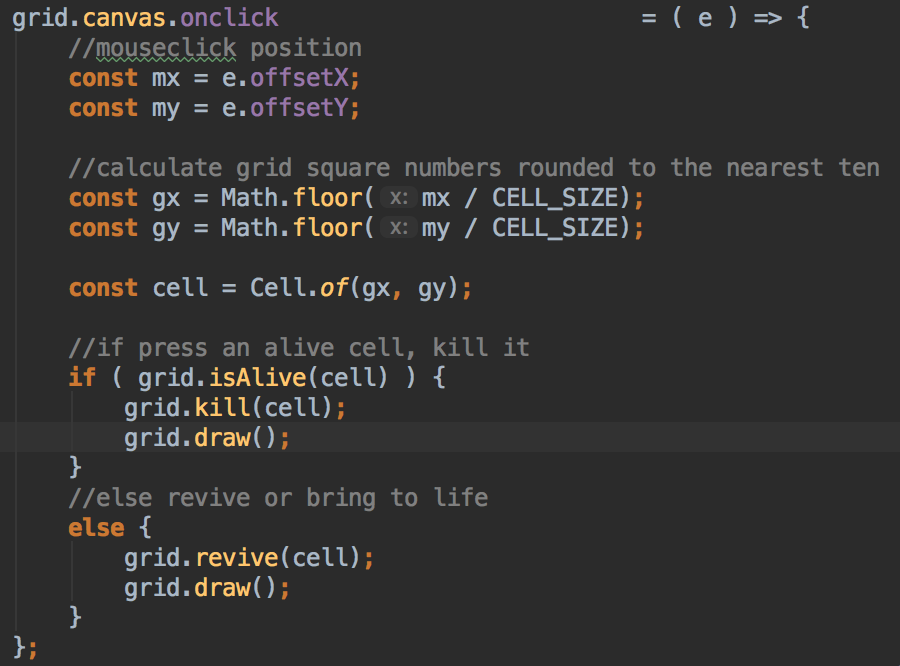 grid.canvas.onclick = ( e ) => {
//mouseclick position
const mx = e.offsetX;
const my = e.offsetY;
//calculate grid square numbers rounded to the nearest ten
const gx = Math.floor( x: mx / CELL_SIZE);
const gy = Math.floor( x: my / CELL_SIZE);
const cell = Cell.of(gx, gy);
//if press an alive cell, kill it
if ( grid.isAlive(cell) ) {
grid.kill(cell);
grid.draw();
}
//else revive or bring to life
else {
grid.revive(cell);
grid.draw();
}
};